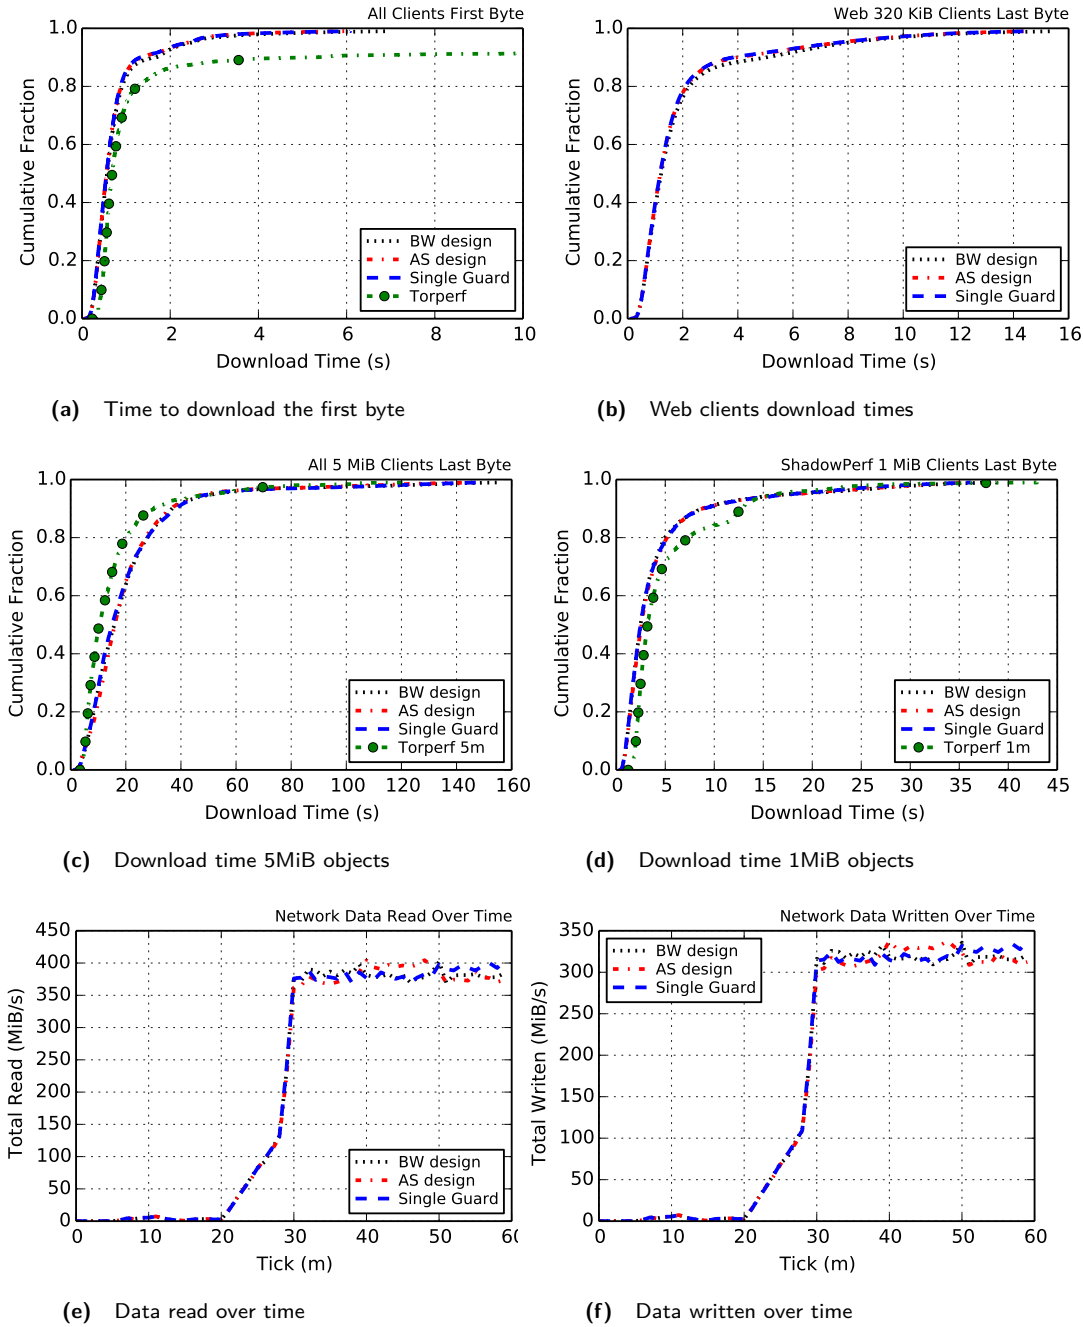 All Clients First Byte
1.0
0.8
0.6
0.4
0.2
0.0
Cumulative Fraction
0 2 4 6 8 10
Download Time (s)
BW design
AS design
Single Guard
Torperf
(a) Time to download the first byte
Web 320 KiB Clients Last Byte
1.0
0.8
0.6
0.4
0.2
0.0
Cumulative Fraction
0 2 4 6 8 10 12 14 16
Download Time (s)
BW design
AS design
Single Guard
(b) Web clients download times
All 5 MiB Clients Last Byte
1.0
0.8
0.6
0.4
0.2
0.0
Cumulative Fraction
0 20 40 60 80 100 120 140 160
Download Time (s)
BW design
AS design
Single Guard
Torperf 5m
(c) Download time 5MiB objects
ShadowPerf 1 MiB Clients Last Byte
1.0
0.8
0.6
0.4
0.2
0.0
Cumulative Fraction
0 5 10 15 20 25 30 35 40 45
Download Time (s)
BW design
AS design
Single Guard
Torperf 1m
(d) Download time 1MiB objects
Network Data Read Over Time
450
400
350
300
250
200
150
100
50
0
Total Read (MiB/s)
0 10 20 30 40 50 60
Tick (m)
BW design
AS design
Single Guard
(e) Data read over time
Network Data Written Over Time
350
300
250
200
150
100
50
0
Total Writen (MiB/s)
0 10 20 30 40 50 60
Tick (m)
BW design
AS design
Single Guard
(f) Data written over time